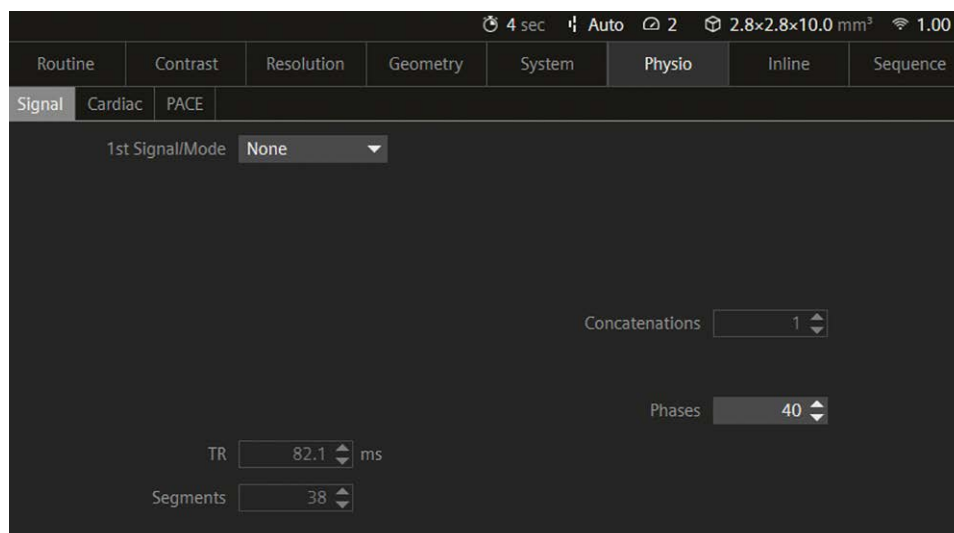 4 sec Auto 2 2.8×2.8×10.0 mm³ 1.00
Routine Contrast Resolution Geometry System Physio Inline Sequence
Signal Cardiac PACE
1st Signal/Mode None
Concatenations 1
Phases 40
TR 82.1 ms
Segments 38